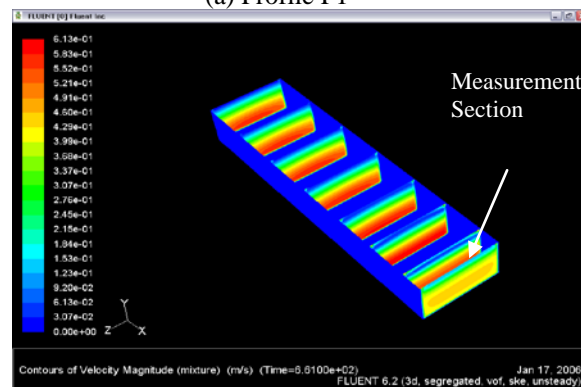 (a) Profile P1
FLUENT [0] Fluent Inc
6.13e-01
5.83e-01
5.52e-01
5.21e-01
4.91e-01
4.60e-01
4.29e-01
3.99e-01
3.68e-01
3.37e-01
3.07e-01
2.76e-01
2.45e-01
2.15e-01
1.84e-01
1.53e-01
1.23e-01
9.20e-02
6.13e-02
3.07e-02
0.00e+00
Measurement
Section
Y
Z
X
Contours of Velocity Magnitude (mixture) (m/s) (Time=6.6100e+02)
Jan 17, 2006
FLUENT 6.2 (3d, segregated, vof, ske, unsteady)